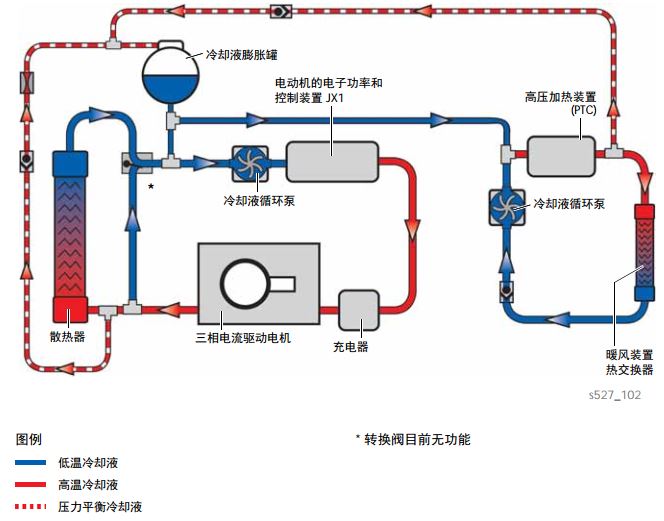 冷却液膨胀罐
电动机的电子功率和
控制装置 JX1
高压加热装置
(PTC)
*
冷却液循环泵
冷却液循环泵
散热器
三相电流驱动电机
充电器
暖风装置
热交换器
s527_102
图例
* 转换阀目前无功能
低温冷却液
高温冷却液
压力平衡冷却液